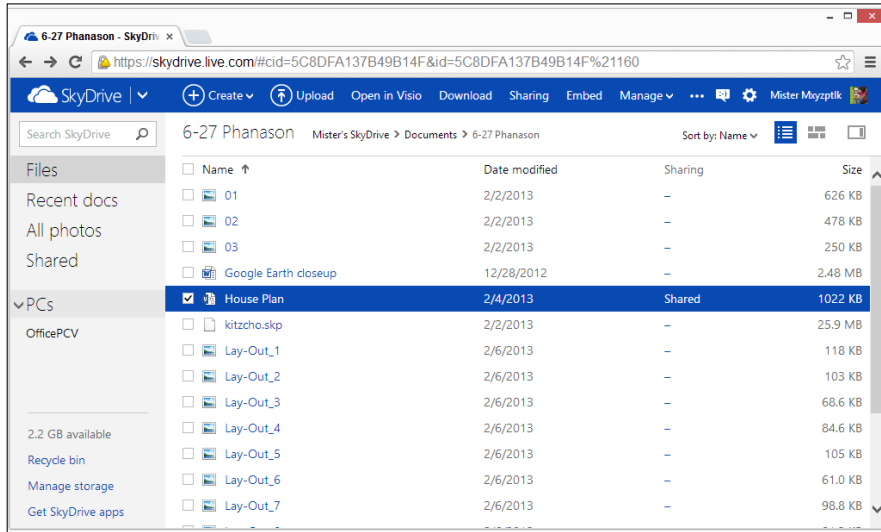 6-27 Phanason - SkyDriv ×
https://skydrive.live.com/#cid=5C8DFA137B49B14F&id=5C8DFA137B49B14F%21160
SkyDrive | Create Upload Open in Visio Download Sharing Embed Manage ••• Mister Mxyzptlk
Search SkyDrive
6-27 Phanason Mister's SkyDrive > Documents > 6-27 Phanason Sort by: Name
Files
Recent docs
All photos
Shared
PCs
OfficePCV
2.2 GB available
Recycle bin
Manage storage
Get SkyDrive apps
Name Date modified Sharing Size
01 2/2/2013 – 626 KB
02 2/2/2013 – 478 KB
03 2/2/2013 – 250 KB
Google Earth closeup 12/28/2012 – 2.48 MB
House Plan 2/4/2013 Shared 1022 KB
kitzcho.skp 2/2/2013 – 25.9 MB
Lay-Out_1 2/6/2013 – 118 KB
Lay-Out_2 2/6/2013 – 103 KB
Lay-Out_3 2/6/2013 – 68.6 KB
Lay-Out_4 2/6/2013 – 84.6 KB
Lay-Out_5 2/6/2013 – 105 KB
Lay-Out_6 2/6/2013 – 61.0 KB
Lay-Out_7 2/6/2013 – 98.8 KB